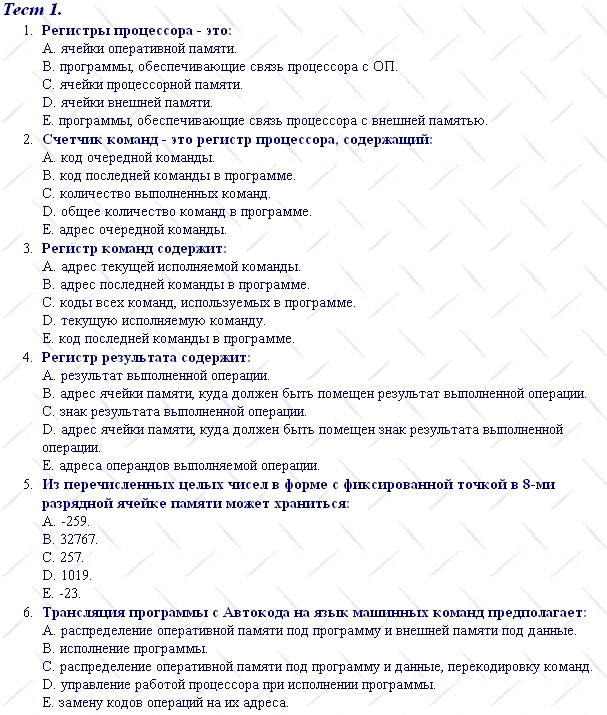 Тест 1.
1. Регистры процессора - это:
A. ячейки оперативной памяти.
B. программы, обеспечивающие связь процессора с ОП.
C. ячейки процессорной памяти.
D. ячейки внешней памяти.
E. программы, обеспечивающие связь процессора с внешней памятью.
2. Счетчик команд - это регистр процессора, содержащий:
A. код очередной команды.
B. код последней команды в программе.
C. количество выполненных команд.
D. общее количество команд в программе.
E. адрес очередной команды.
3. Регистр команд содержит:
A. адрес текущей исполняемой команды.
B. адрес последней команды в программе.
C. коды всех команд, используемых в программе.
D. текущую исполняемую команду.
E. код последней команды в программе.
4. Регистр результата содержит:
A. результат выполненной операции.
B. адрес ячейки памяти, куда должен быть помещен результат выполненной операции.
C. знак результата выполненной операции.
D. адрес ячейки памяти, куда должен быть помещен знак результата выполненной
операции.
E. адреса операндов выполняемой операции.
5. Из перечисленных целых чисел в форме с фиксированной точкой в 8-ми
разрядной ячейке памяти может храниться:
A. -259.
B. 32767.
C. 257.
D. 1019.
E. -23.
6. Трансляция программы с Автокода на язык машинных команд предполагает:
A. распределение оперативной памяти под программу и внешней памяти под данные.
B. исполнение программы.
C. распределение оперативной памяти под программу и данные, перекодировку команд.
D. управление работой процессора при исполнении программы.
E. замену кодов операций на их адреса.